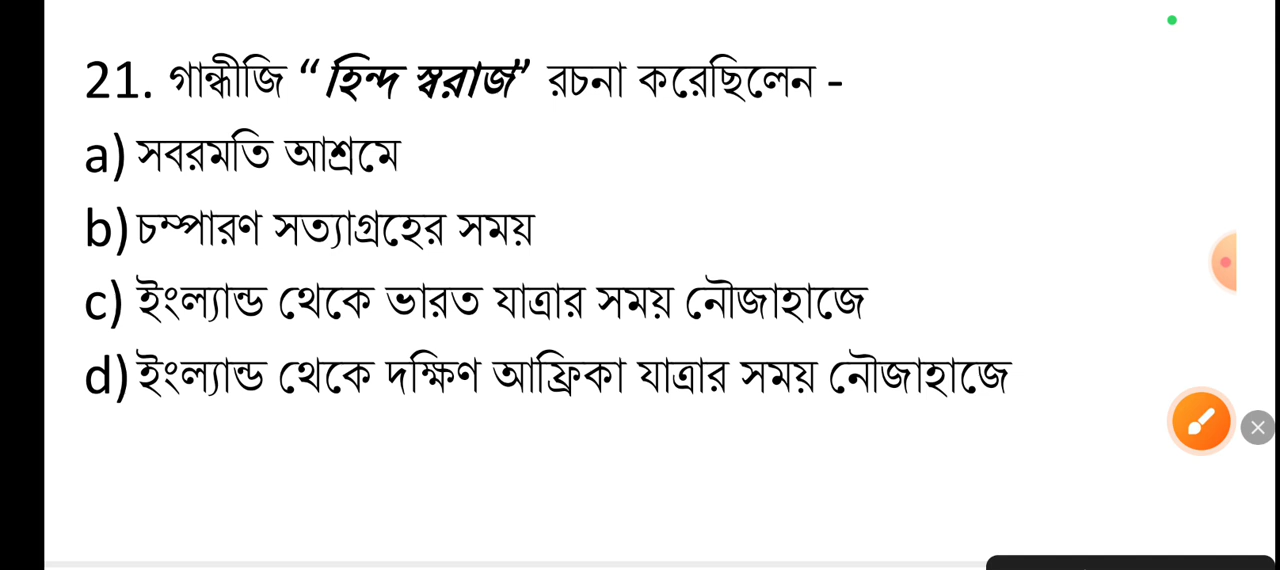 21. গান্ধীজি “হিন্দ স্বরাজ” রচনা করেছিলেন -
a) সবরমতি আশ্রমে
b) চম্পারণ সত্যাগ্রহের সময়
c) ইংল্যান্ড থেকে ভারত যাত্রার সময় নৌজাহাজে
d) ইংল্যান্ড থেকে দক্ষিণ আফ্রিকা যাত্রার সময় নৌজাহাজে